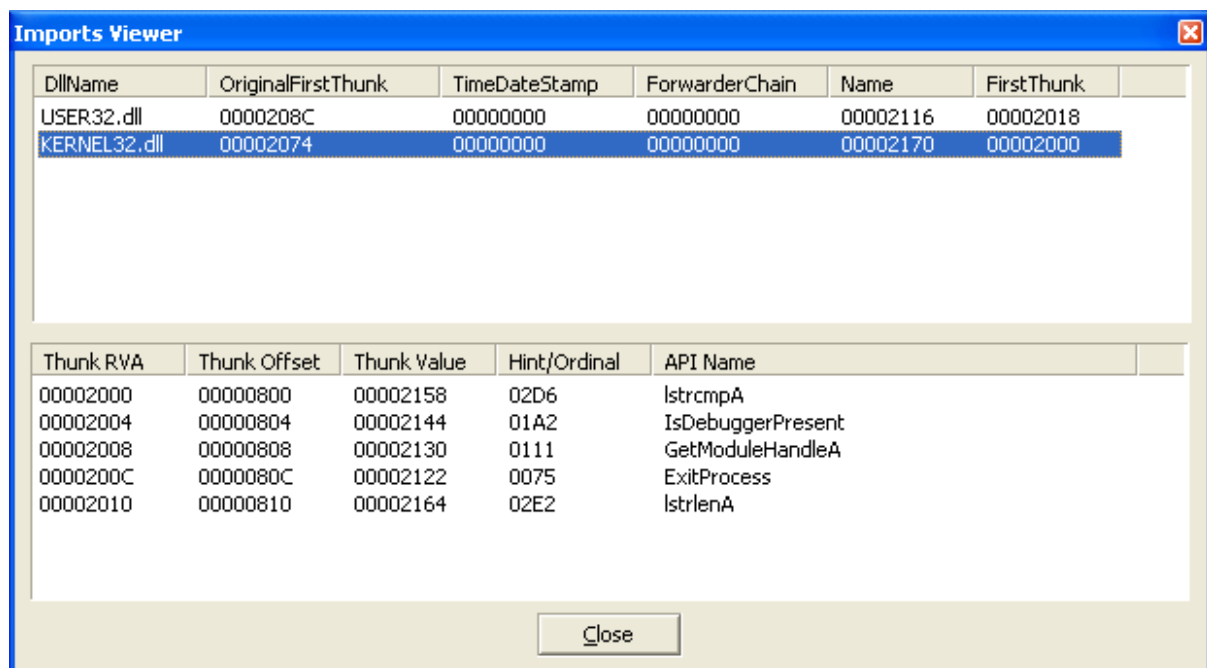 Imports Viewer
DllName OriginalFirstThunk TimeDateStamp ForwarderChain Name FirstThunk
USER32.dll 0000208C 00000000 00000000 00002116 00002018
KERNEL32.dll 00002074 00000000 00000000 00002170 00002000
Thunk RVA Thunk Offset Thunk Value Hint/Ordinal API Name
00002000 00000800 00002158 02D6 lstrcmpA
00002004 00000804 00002144 01A2 IsDebuggerPresent
00002008 00000808 00002130 0111 GetModuleHandleA
0000200C 0000080C 00002122 0075 ExitProcess
00002010 00000810 00002164 02E2 lstrlenA
Close